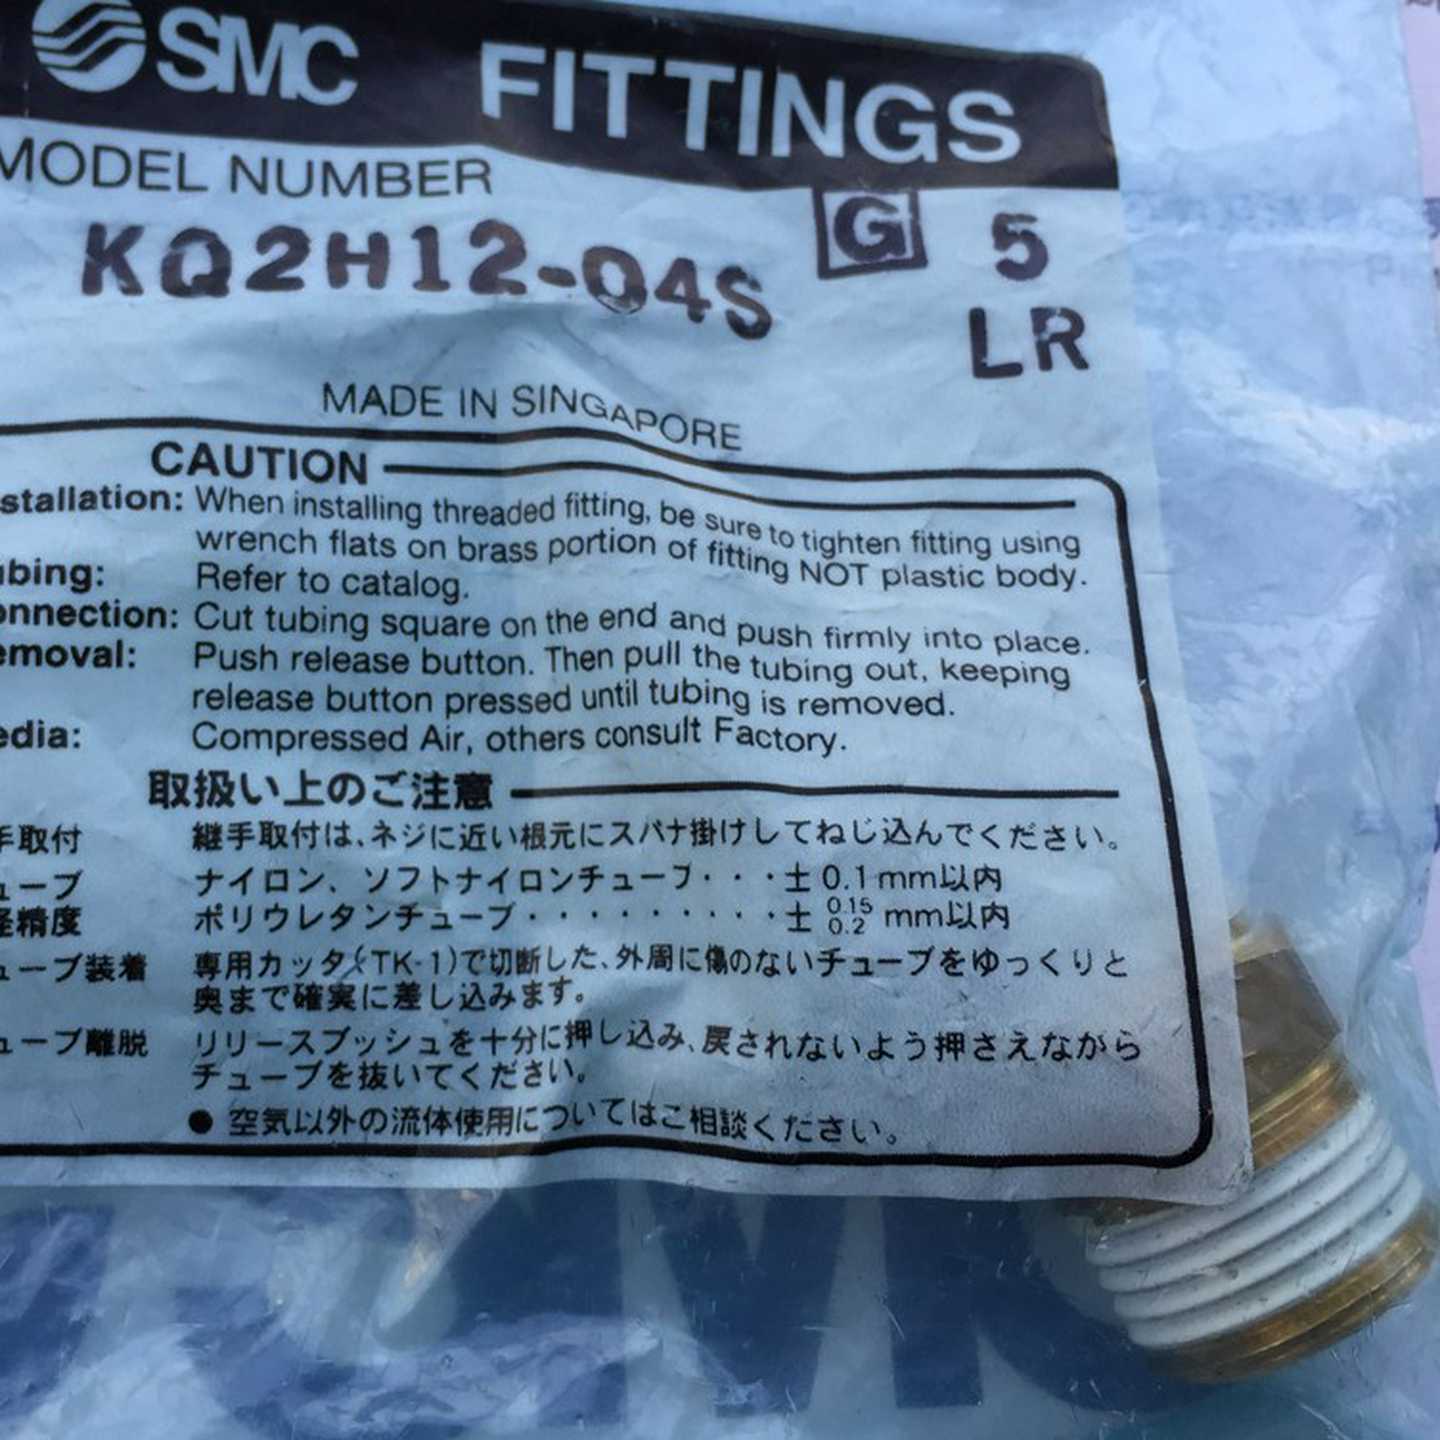 SMC FITTINGS
MODEL NUMBER
KQ2H12-04S G 5
LR
MADE IN SINGAPORE
CAUTION
stallation: When installing threaded fitting, be sure to tighten fitting using
wrench flats on brass portion of fitting NOT plastic body.
ubing: Refer to catalog.
onnection: Cut tubing square on the end and push firmly into place.
emoval: Push release button. Then pull the tubing out, keeping
release button pressed until tubing is removed.
edia: Compressed Air, others consult Factory.
取扱い上のご注意
手取付 継手取付は、ネジに近い根元にスパナ掛けしてねじ込んでください。
ューブ ナイロン、ソフトナイロンチューブ・・・± 0.1mm以内
径精度 ポリウレタンチューブ・・・・・・・・・± 0.15 0.2 mm以内
ューブ装着 専用カッタ(TK-1)で切断した、外周に傷のないチューブをゆっくりと
奥まで確実に差し込みます。
ューブ離脱 リリースブッシュを十分に押し込み、戻されないよう押さえながら
チューブを抜いてください。
● 空気以外の流体使用についてはご相談ください。